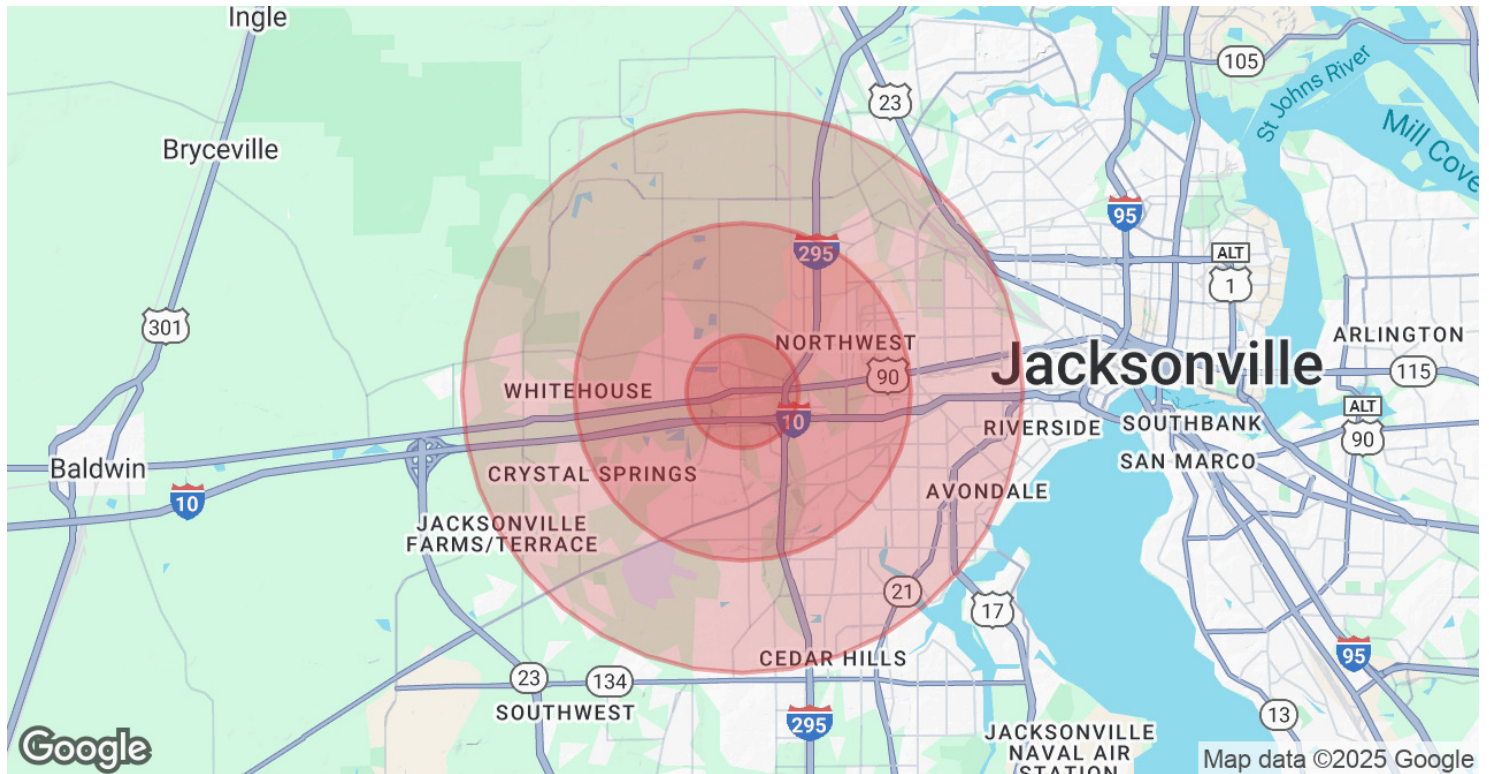 Ingle
105
St Johns River
23
Mill Cove
Bryceville
95
ALT
1
295
301
NORTHWEST
ARLINGTON
Jacksonville
90
115
WHITEHOUSE
ALT
90
10
RIVERSIDE
SOUTHBANK
Baldwin
SAN MARCO
CRYSTAL SPRINGS
AVONDALE
10
JACKSONVILLE
FARMS/TERRACE
21
17
CEDAR HILLS
95
23
134
SOUTHWEST
13
295
JACKSONVILLE
NAVAL AIR
STATION
Google
Map data ©2025 Google